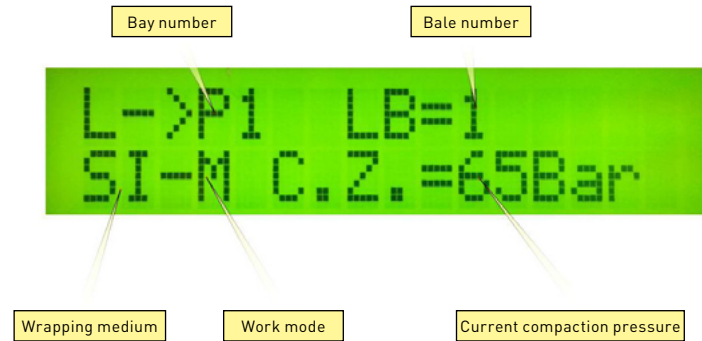 Bay number
Bale number
L->P1 LB=1
SI-M C.Z.=65Bar
Wrapping medium
Work mode
Current compaction pressure